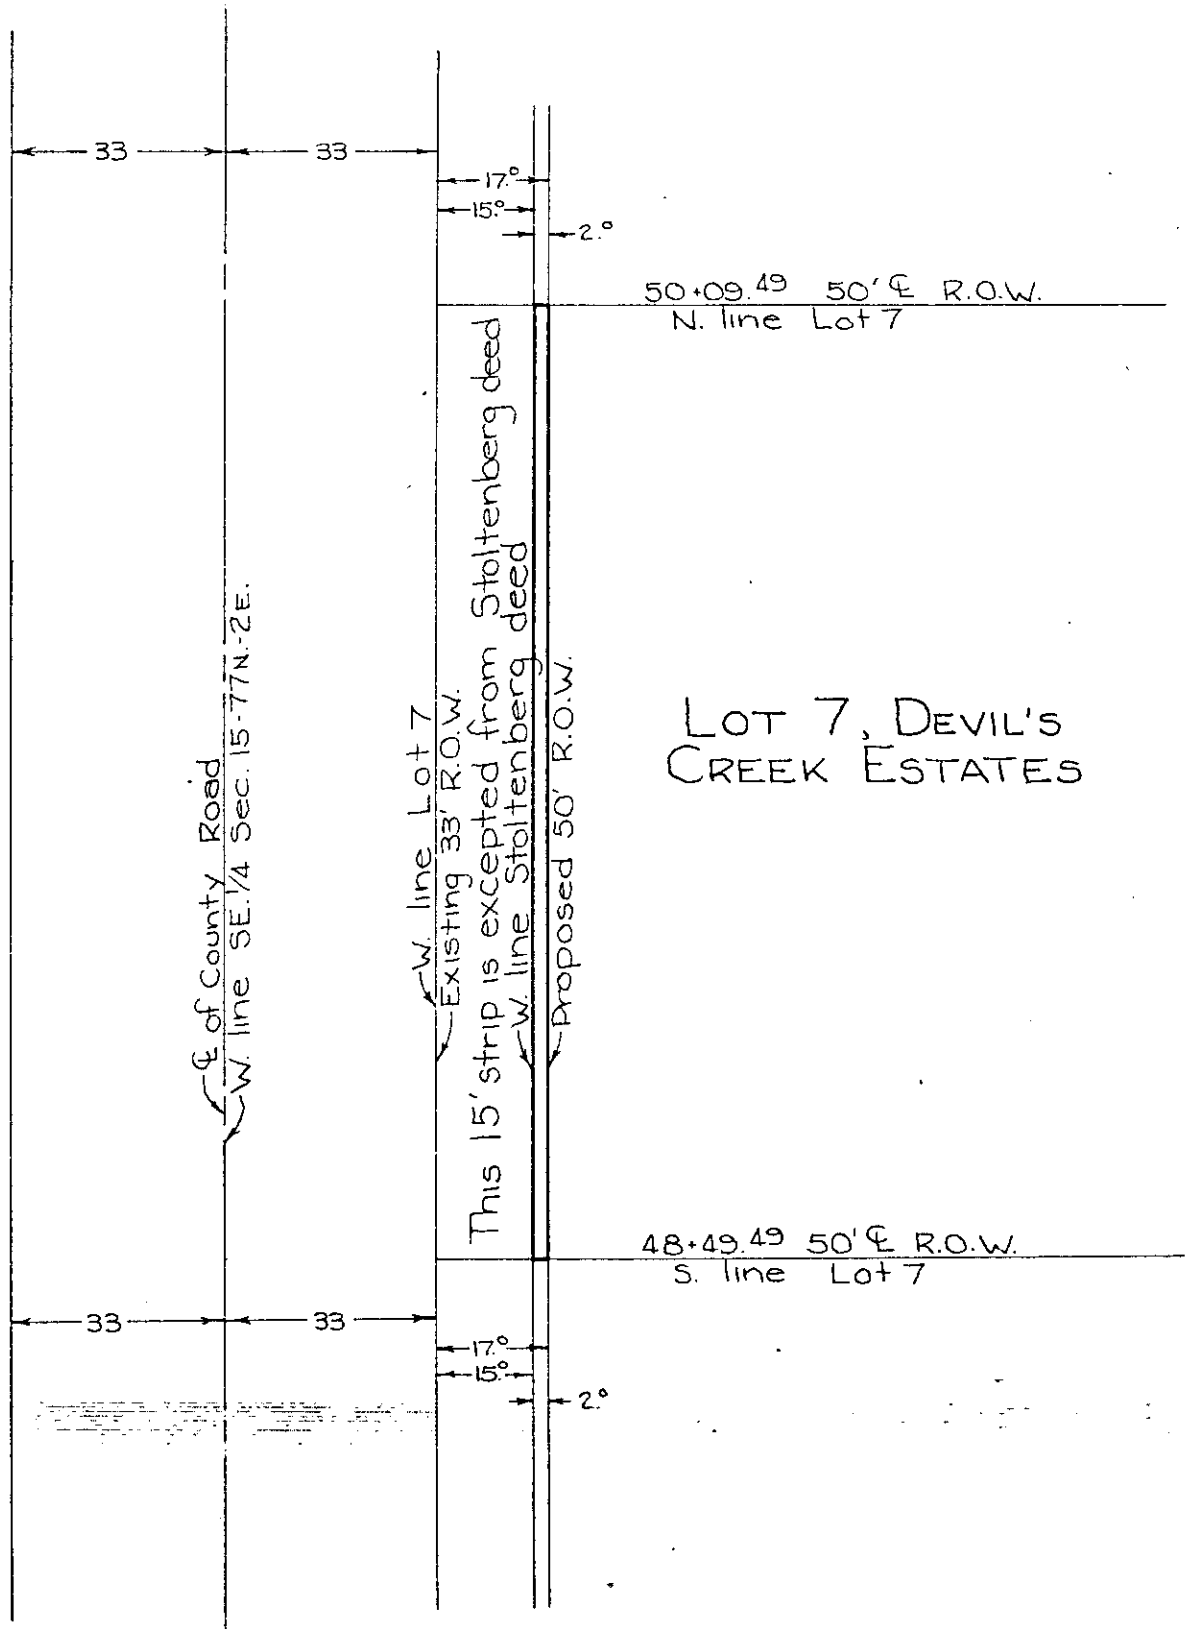 33
33
17.0
15.0
2.0
50+09.49 50' ℄ R.O.W.
N. line Lot 7
℄ of County Road
W. line SE.1/4 Sec. 15-77N.-2E.
W. line Lot 7
Existing 33' R.O.W.
This 15' strip is excepted from Stoltenberg deed
W. line Stoltenberg deed
Proposed 50' R.O.W.
LOT 7, DEVIL'S
CREEK ESTATES
48+49.49 50' ℄ R.O.W.
S. line Lot 7
33
33
17.0
15.0
2.0